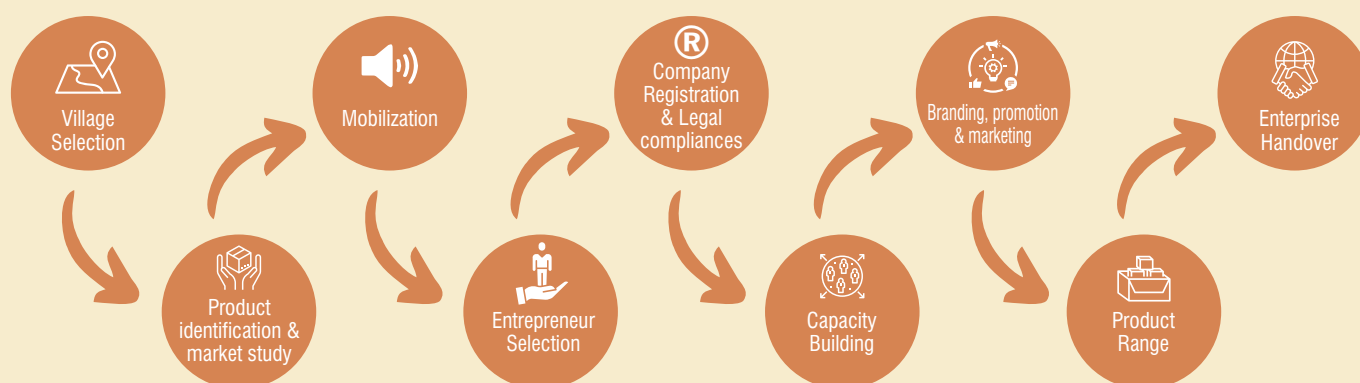 Village
Selection
Product
identification &
market study
Mobilization
Entrepreneur
Selection
®
Company
Registration
& Legal
compliances
Capacity
Building
Branding, promotion
& marketing
Product
Range
Enterprise
Handover